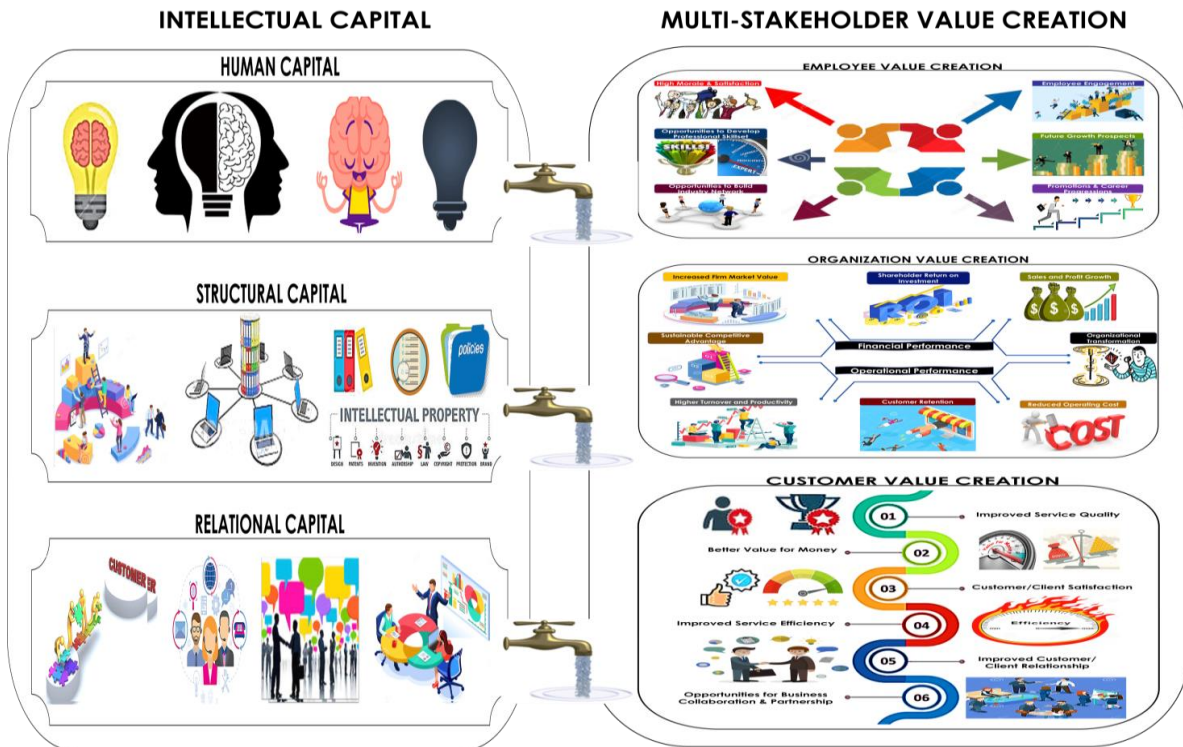 INTELLECTUAL CAPITAL
HUMAN CAPITAL
STRUCTURAL CAPITAL
policies
INTELLECTUAL PROPERTY
DESIGN PATENTS INVENTION AUTHORSHIP LAW COPYRIGHT PROTECTION BRAND
RELATIONAL CAPITAL
CUSTOMER
MULTI-STAKEHOLDER VALUE CREATION
EMPLOYEE VALUE CREATION
High Morale & Satisfaction
Employee Engagement
Opportunities to Develop
Professional Skillset
SKILLS!
EXPERT
Future Growth Prospects
Opportunities to Build
Industry Network
Promotions & Career
Progressions
ORGANIZATION VALUE CREATION
Increased Firm Market Value
Shareholder Return on
Investment
ROI
Sales and Profit Growth
$ $ $
Sustainable Competitive
Advantage
Financial Performance
Operational Performance
Organizational
Transformation
Higher Turnover and Productivity
Customer Retention
Reduced Operating Cost
COST
CUSTOMER VALUE CREATION
01
Improved Service Quality
Better Value for Money
02
03
Customer/Client Satisfaction
Improved Service Efficiency
04
Efficiency
05
Improved Customer/
Client Relationship
Opportunities for Business
Collaboration & Partnership
06